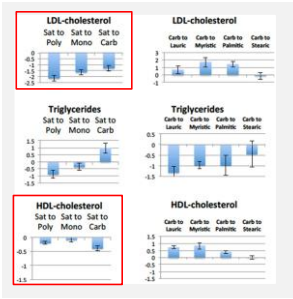 LDL-cholesterol
Sat to Sat to Sat to
Poly Mono Carb
0
-0.5
-1
-1.5
-2
-2.5
LDL-cholesterol
Carb to Carb to Carb to Carb to
Lauric Myristic Palmitic Stearic
3
2
1
0
-1
Triglycerides
Sat to Sat to Sat to
Poly Mono Carb
1.5
1
0.5
0
-0.5
-1
-1.5
Triglycerides
Carb to Carb to Carb to Carb to
Lauric Myristic Palmitic Stearic
0.5
0
-0.5
-1
-1.5
HDL-cholesterol
Sat to Sat to Sat to
Poly Mono Carb
0.5
0
-0.5
-1
-1.5
HDL-cholesterol
Carb to Carb to Carb to Carb to
Lauric Myristic Palmitic Stearic
1.5
1
0.5
0
-0.5
-1